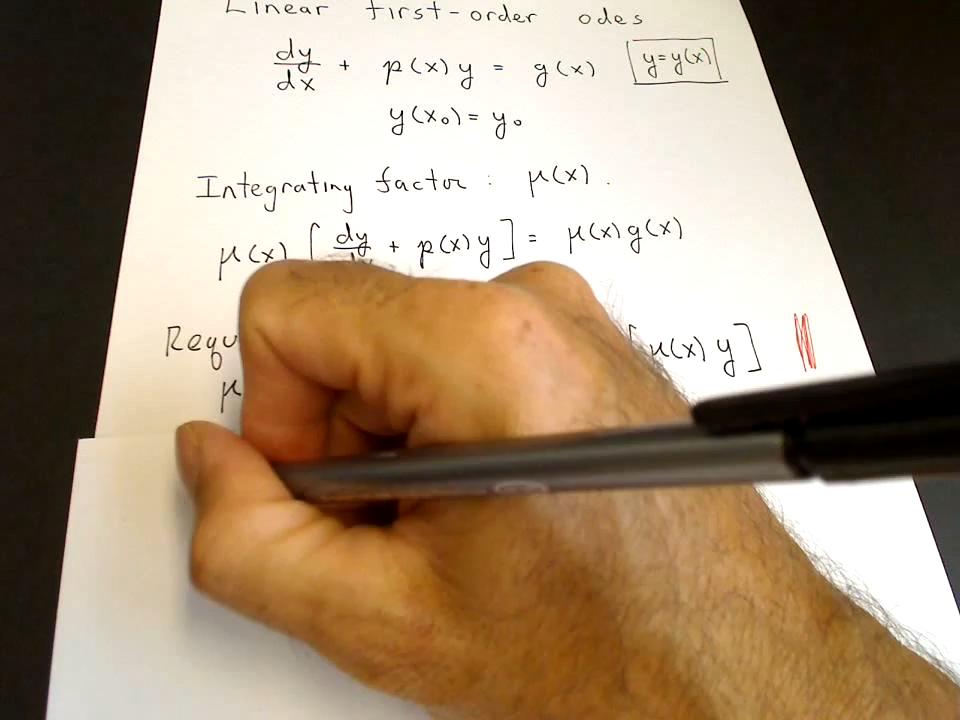 Linear first-order odes
dy/dx + p(x) y = g(x) y=y(x)
y(x₀) = y₀
Integrating factor : μ(x).
μ(x) [ dy/dx + p(x) y ] = μ(x) g(x)
[μ(x) y]
μ